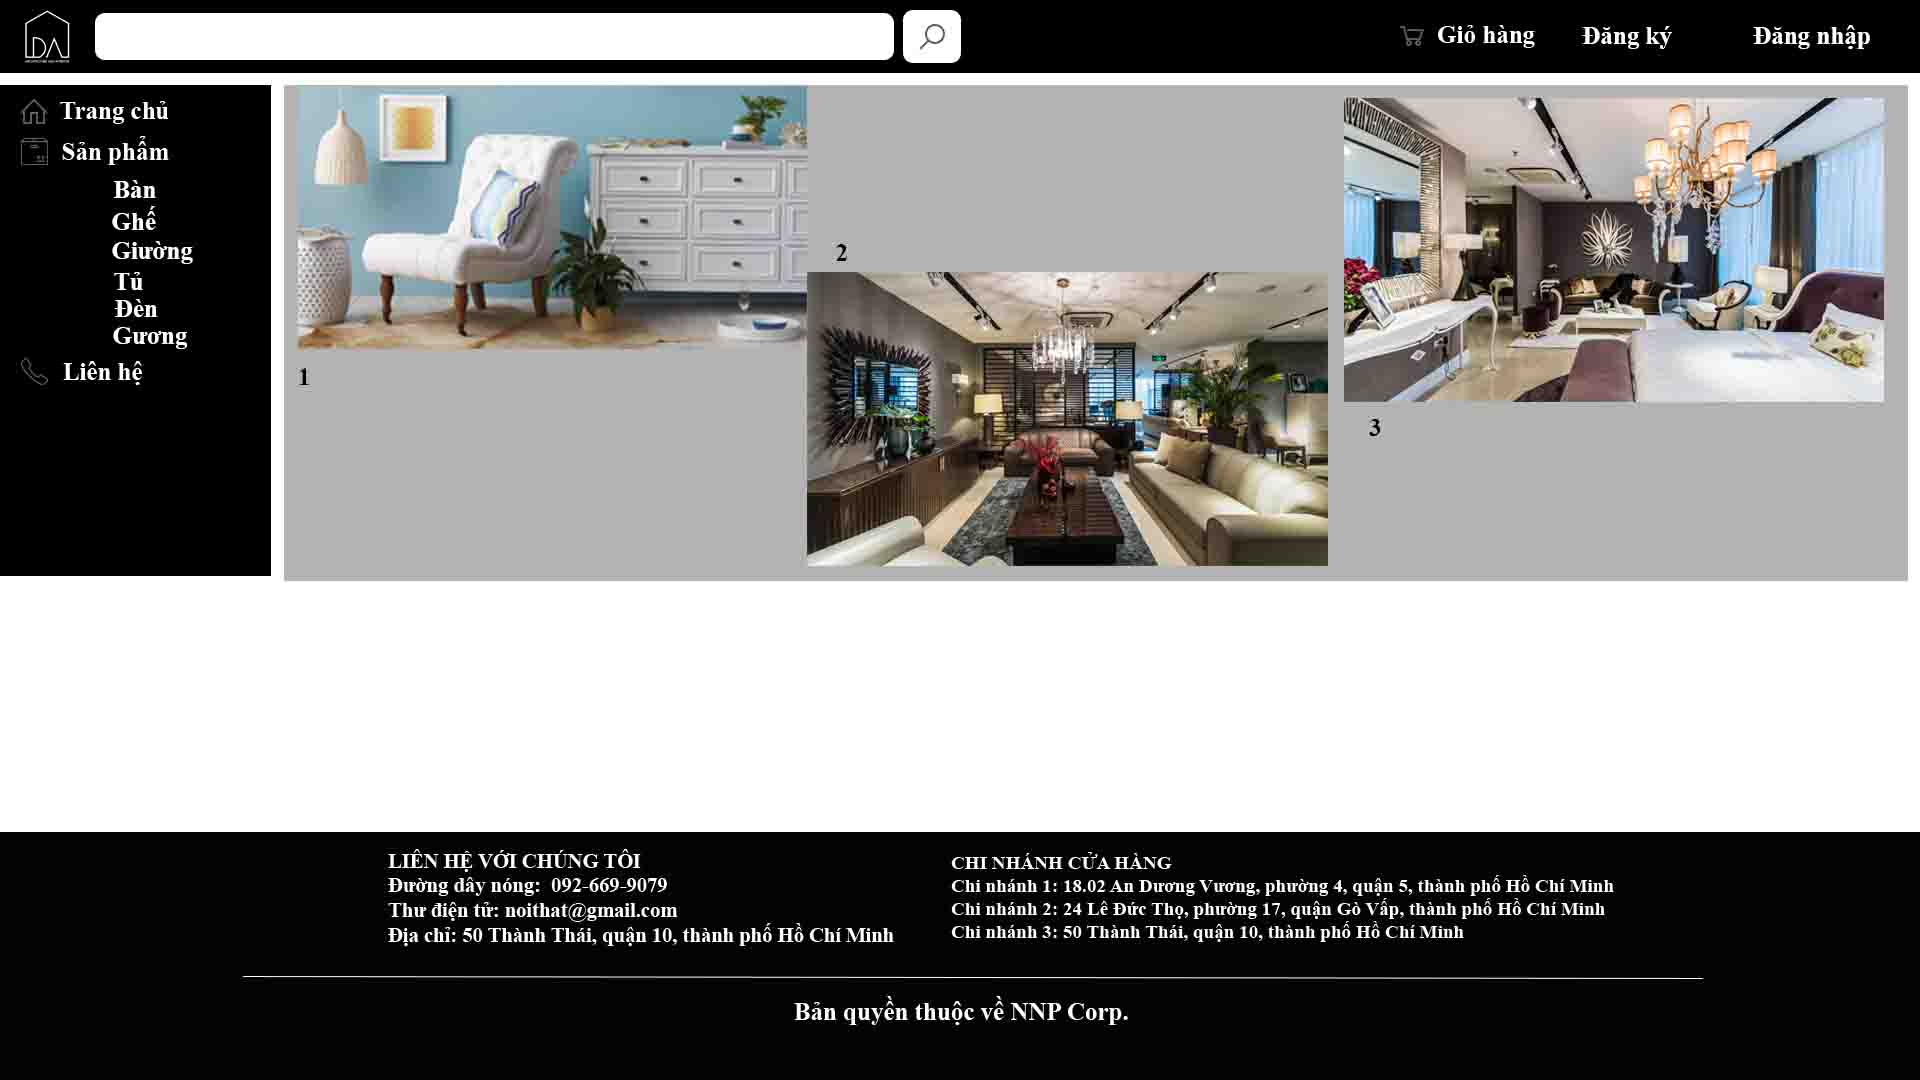 DA
Giỏ hàng
Đăng ký
Đăng nhập
Trang chủ
Sản phẩm
Bàn
Ghế
Giường
Tủ
Đèn
Gương
Liên hệ
1
2
3
LIÊN HỆ VỚI CHÚNG TÔI
Đường dây nóng:  092-669-9079
Thư điện tử: noithat@gmail.com
Địa chỉ: 50 Thành Thái, quận 10, thành phố Hồ Chí Minh
CHI NHÁNH CỬA HÀNG
Chi nhánh 1: 18.02 An Dương Vương, phường 4, quận 5, thành phố Hồ Chí Minh
Chi nhánh 2: 24 Lê Đức Thọ, phường 17, quận Gò Vấp, thành phố Hồ Chí Minh
Chi nhánh 3: 50 Thành Thái, quận 10, thành phố Hồ Chí Minh
Bản quyền thuộc về NNP Corp.